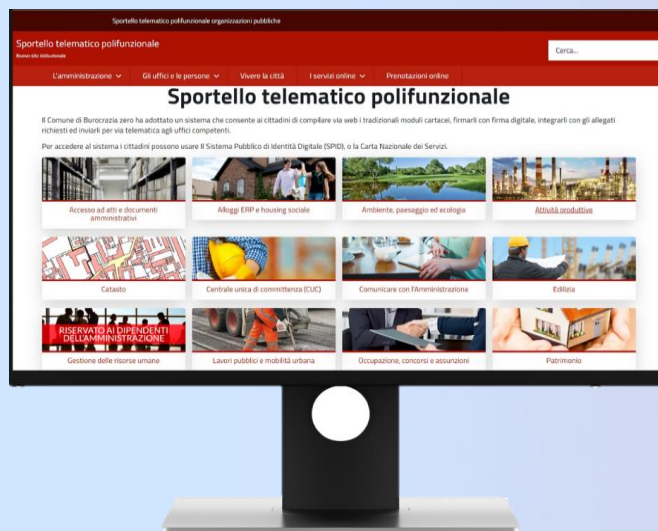 Sportello telematico polifunzionale organizzazioni pubbliche
Sportello telematico polifunzionale
Nuovo sito istituzionale
Cerca...
L'amministrazione Gli uffici e le persone Vivere la città I servizi online Prenotazioni online
Sportello telematico polifunzionale
Il Comune di Burocrazia zero ha adottato un sistema che consente ai cittadini di compilare via web i tradizionali moduli cartacei, firmarli con firma digitale, integrarli con gli allegati
richiesti ed inviarli per via telematica agli uffici competenti.
Per accedere al sistema i cittadini possono usare Il Sistema Pubblico di Identità Digitale (SPID), o la Carta Nazionale dei Servizi.
Accesso ad atti e documenti
amministrativi
Alloggi ERP e housing sociale
Ambiente, paesaggio ed ecologia
Attività produttive
Catasto
Centrale unica di committenza (CUC)
Comunicare con l'Amministrazione
Edilizia
RISERVATO AI DIPENDENTI
DELL'AMMINISTRAZIONE
Gestione delle risorse umane
Lavori pubblici e mobilità urbana
Occupazione, concorsi e assunzioni
Patrimonio